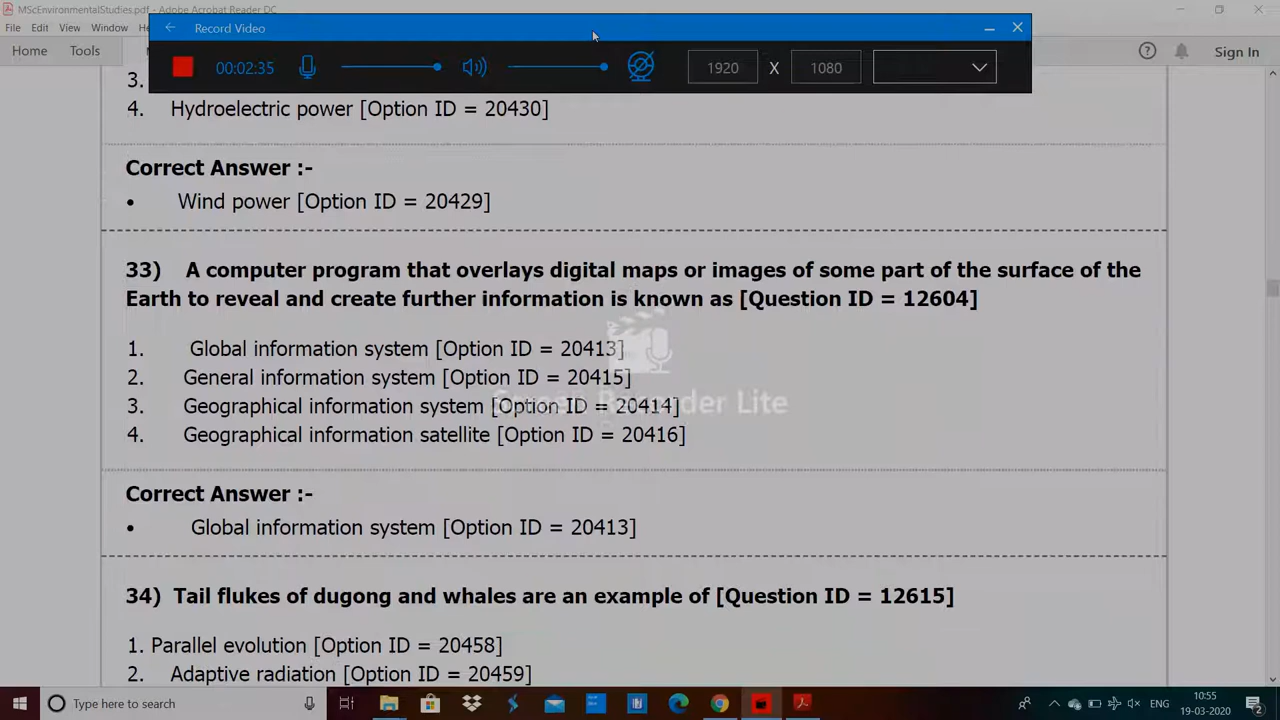 MScEnvironmentalStudies.pdf - Adobe Acrobat Reader DC
File Edit View
Record Video
Home Tools
Sign In
00:02:35
1920 X 1080
3.
4. Hydroelectric power [Option ID = 20430]
Correct Answer :-
• Wind power [Option ID = 20429]
33) A computer program that overlays digital maps or images of some part of the surface of the
Earth to reveal and create further information is known as [Question ID = 12604]
1. Global information system [Option ID = 20413]
2. General information system [Option ID = 20415]
3. Geographical information system [Option ID = 20414]
4. Geographical information satellite [Option ID = 20416]
Screen Recorder Lite
Correct Answer :-
• Global information system [Option ID = 20413]
34) Tail flukes of dugong and whales are an example of [Question ID = 12615]
1. Parallel evolution [Option ID = 20458]
2. Adaptive radiation [Option ID = 20459]
Type here to search
ENG
10:55
19-03-2020
2